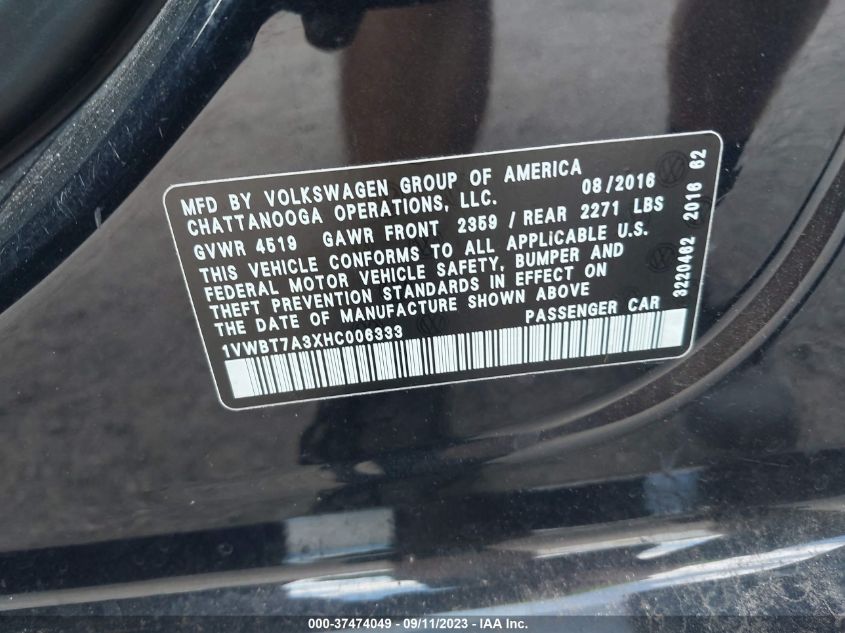 MFD BY VOLKSWAGEN GROUP OF AMERICA
CHATTANOOGA OPERATIONS, LLC. 08/2016
GVWR 4519 GAWR FRONT 2359 / REAR 2271 LBS
THIS VEHICLE CONFORMS TO ALL APPLICABLE U.S.
FEDERAL MOTOR VEHICLE SAFETY, BUMPER AND
THEFT PREVENTION STANDARDS IN EFFECT ON
THE DATE OF MANUFACTURE SHOWN ABOVE
1VWBT7A3XHC006333 PASSENGER CAR
3220462 2016 62
000-37474049 - 09/11/2023 - IAA Inc.